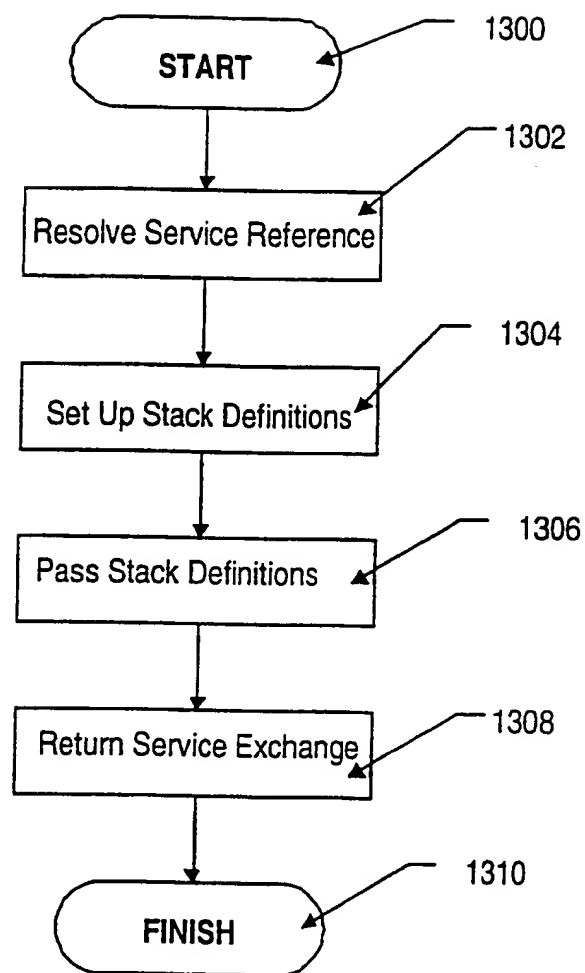 START
1300
1302
Resolve Service Reference
1304
Set Up Stack Definitions
1306
Pass Stack Definitions
1308
Return Service Exchange
1310
FINISH